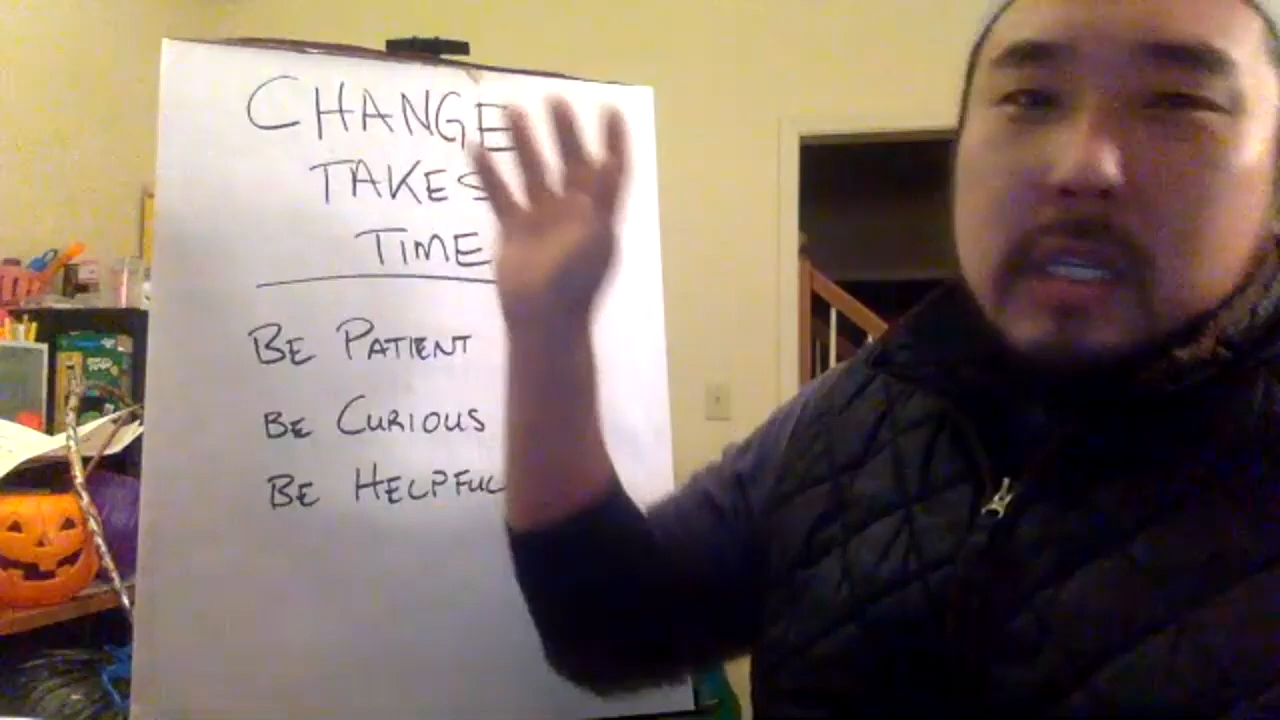 CHANGE
TAKES
TIME
BE PATIENT
BE CURIOUS
BE HELPFUL